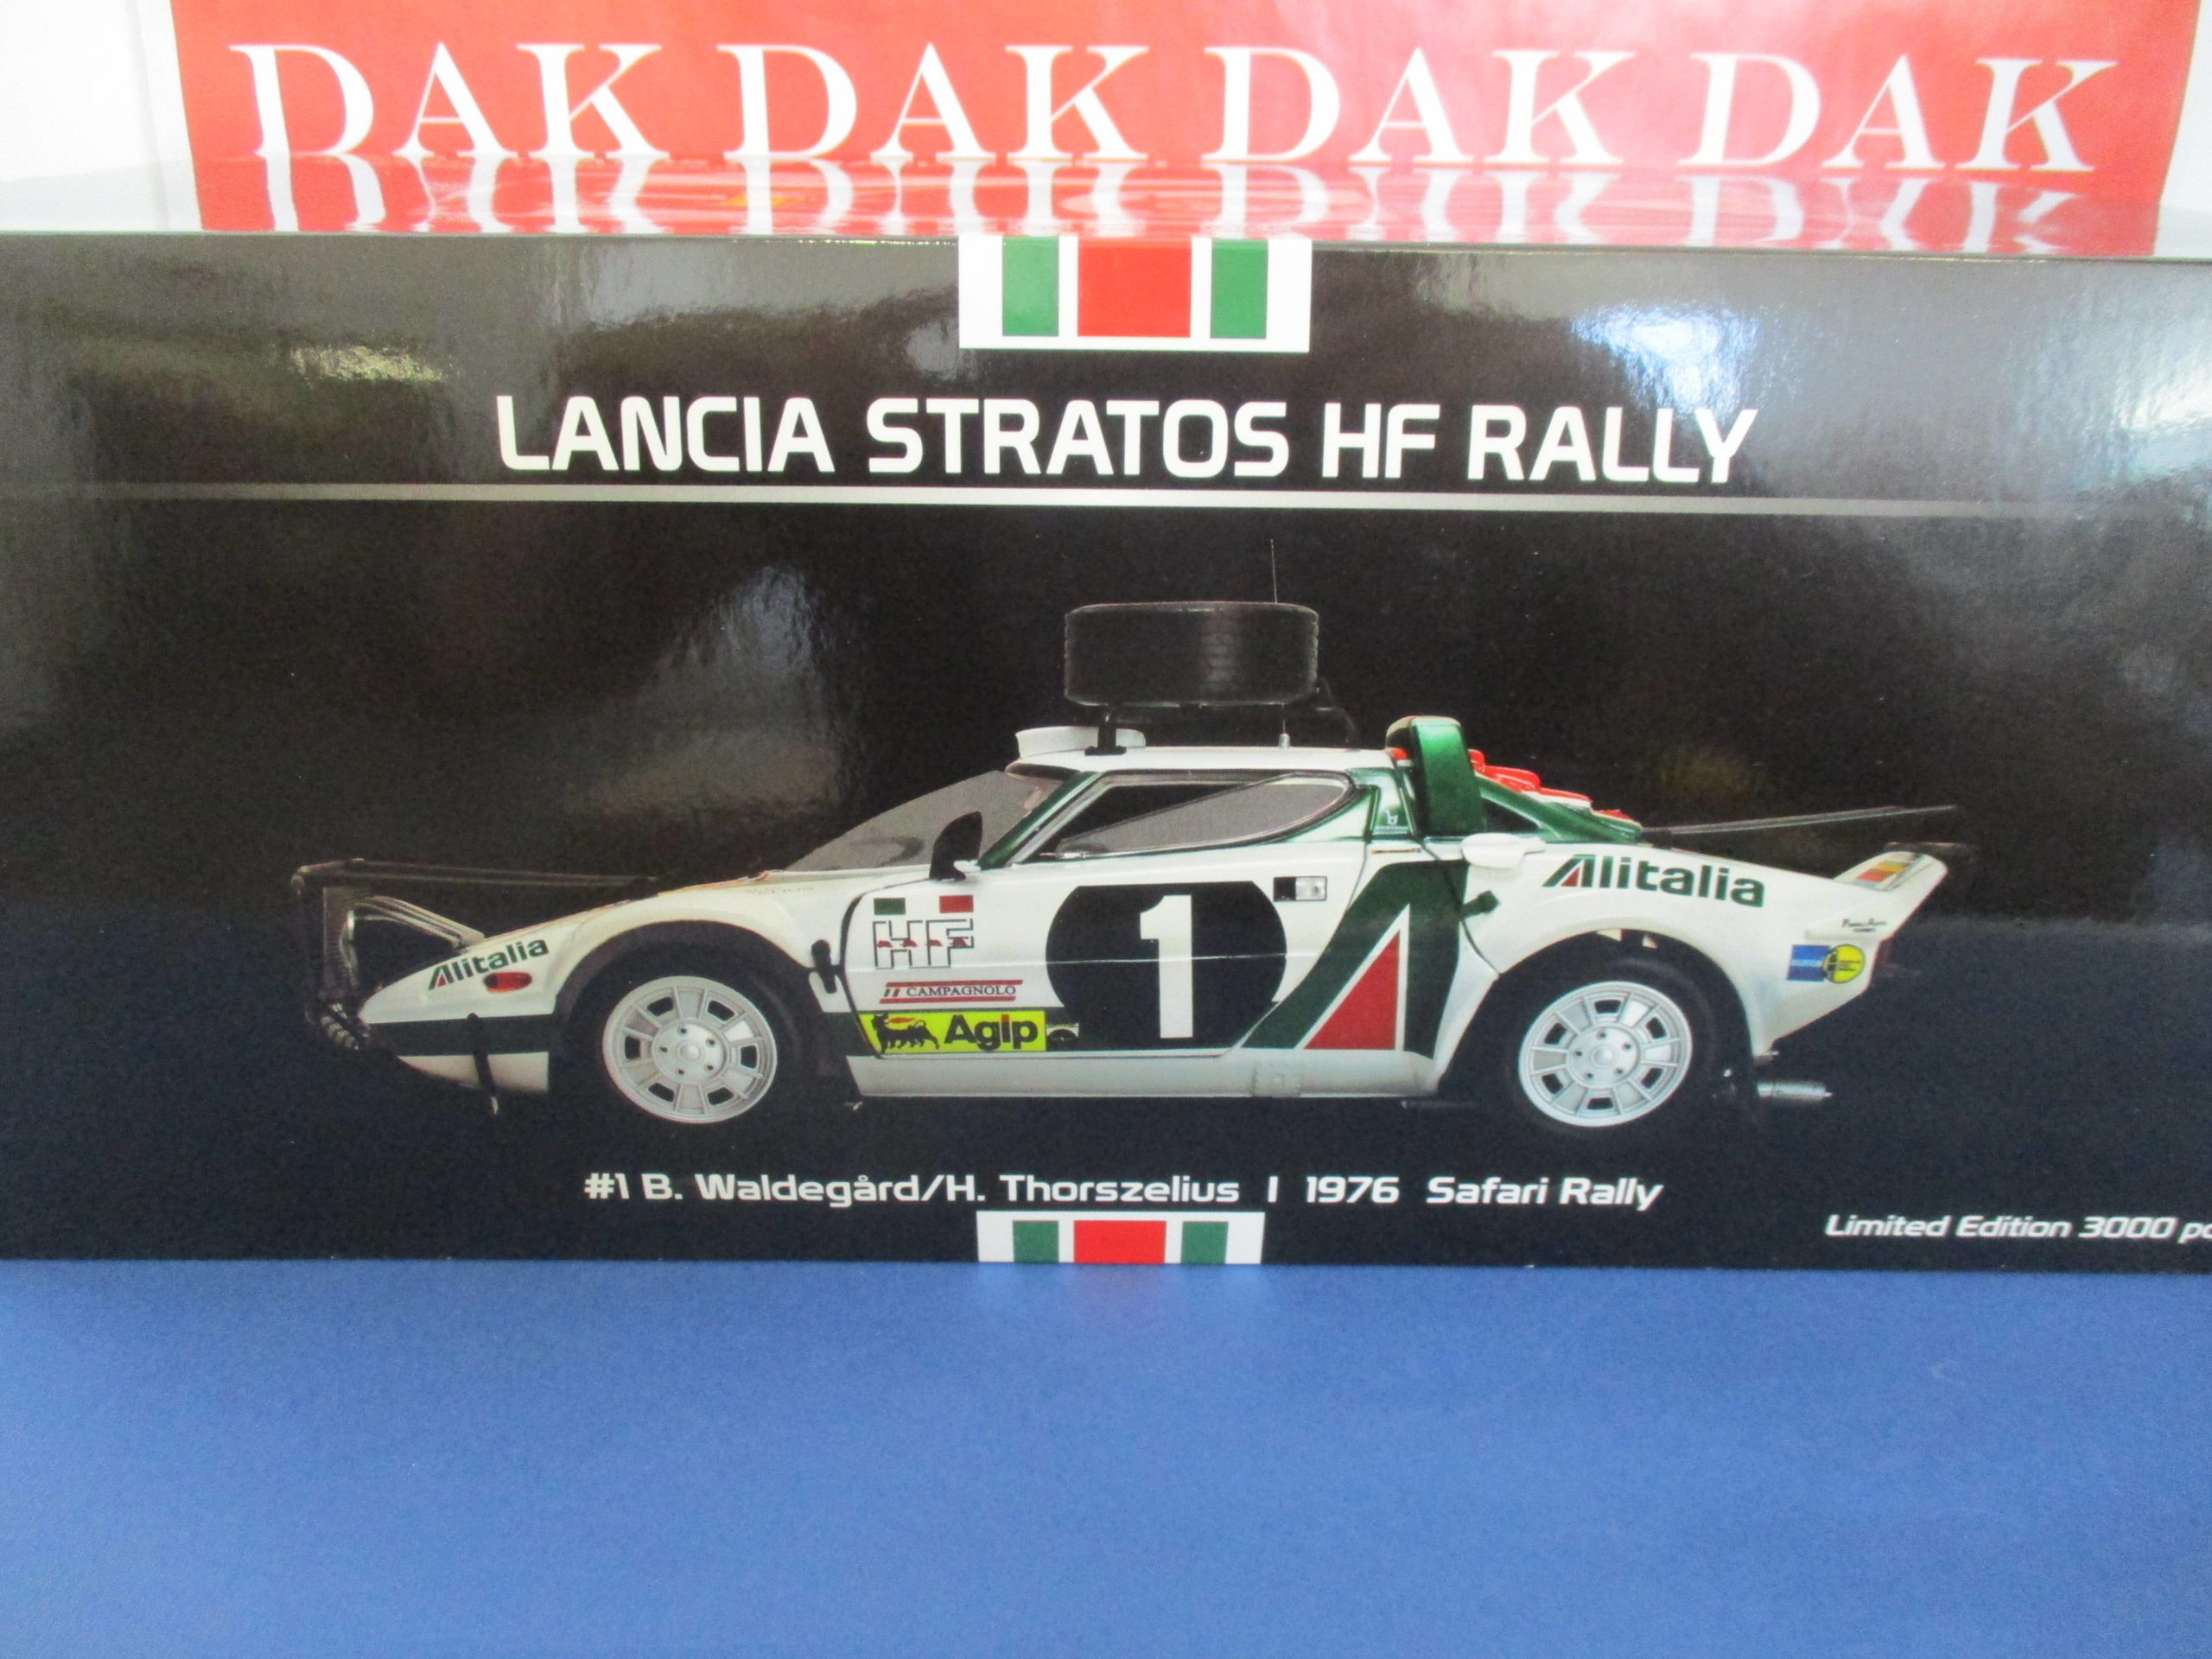 DAK DAK DAK DAK
LANCIA STRATOS HF RALLY
Alitalia
Alitalia
HF
1
CAMPAGNOLO
Agip
#1 B. Waldegård/H. Thorszelius | 1976 Safari Rally
Limited Edition 3000